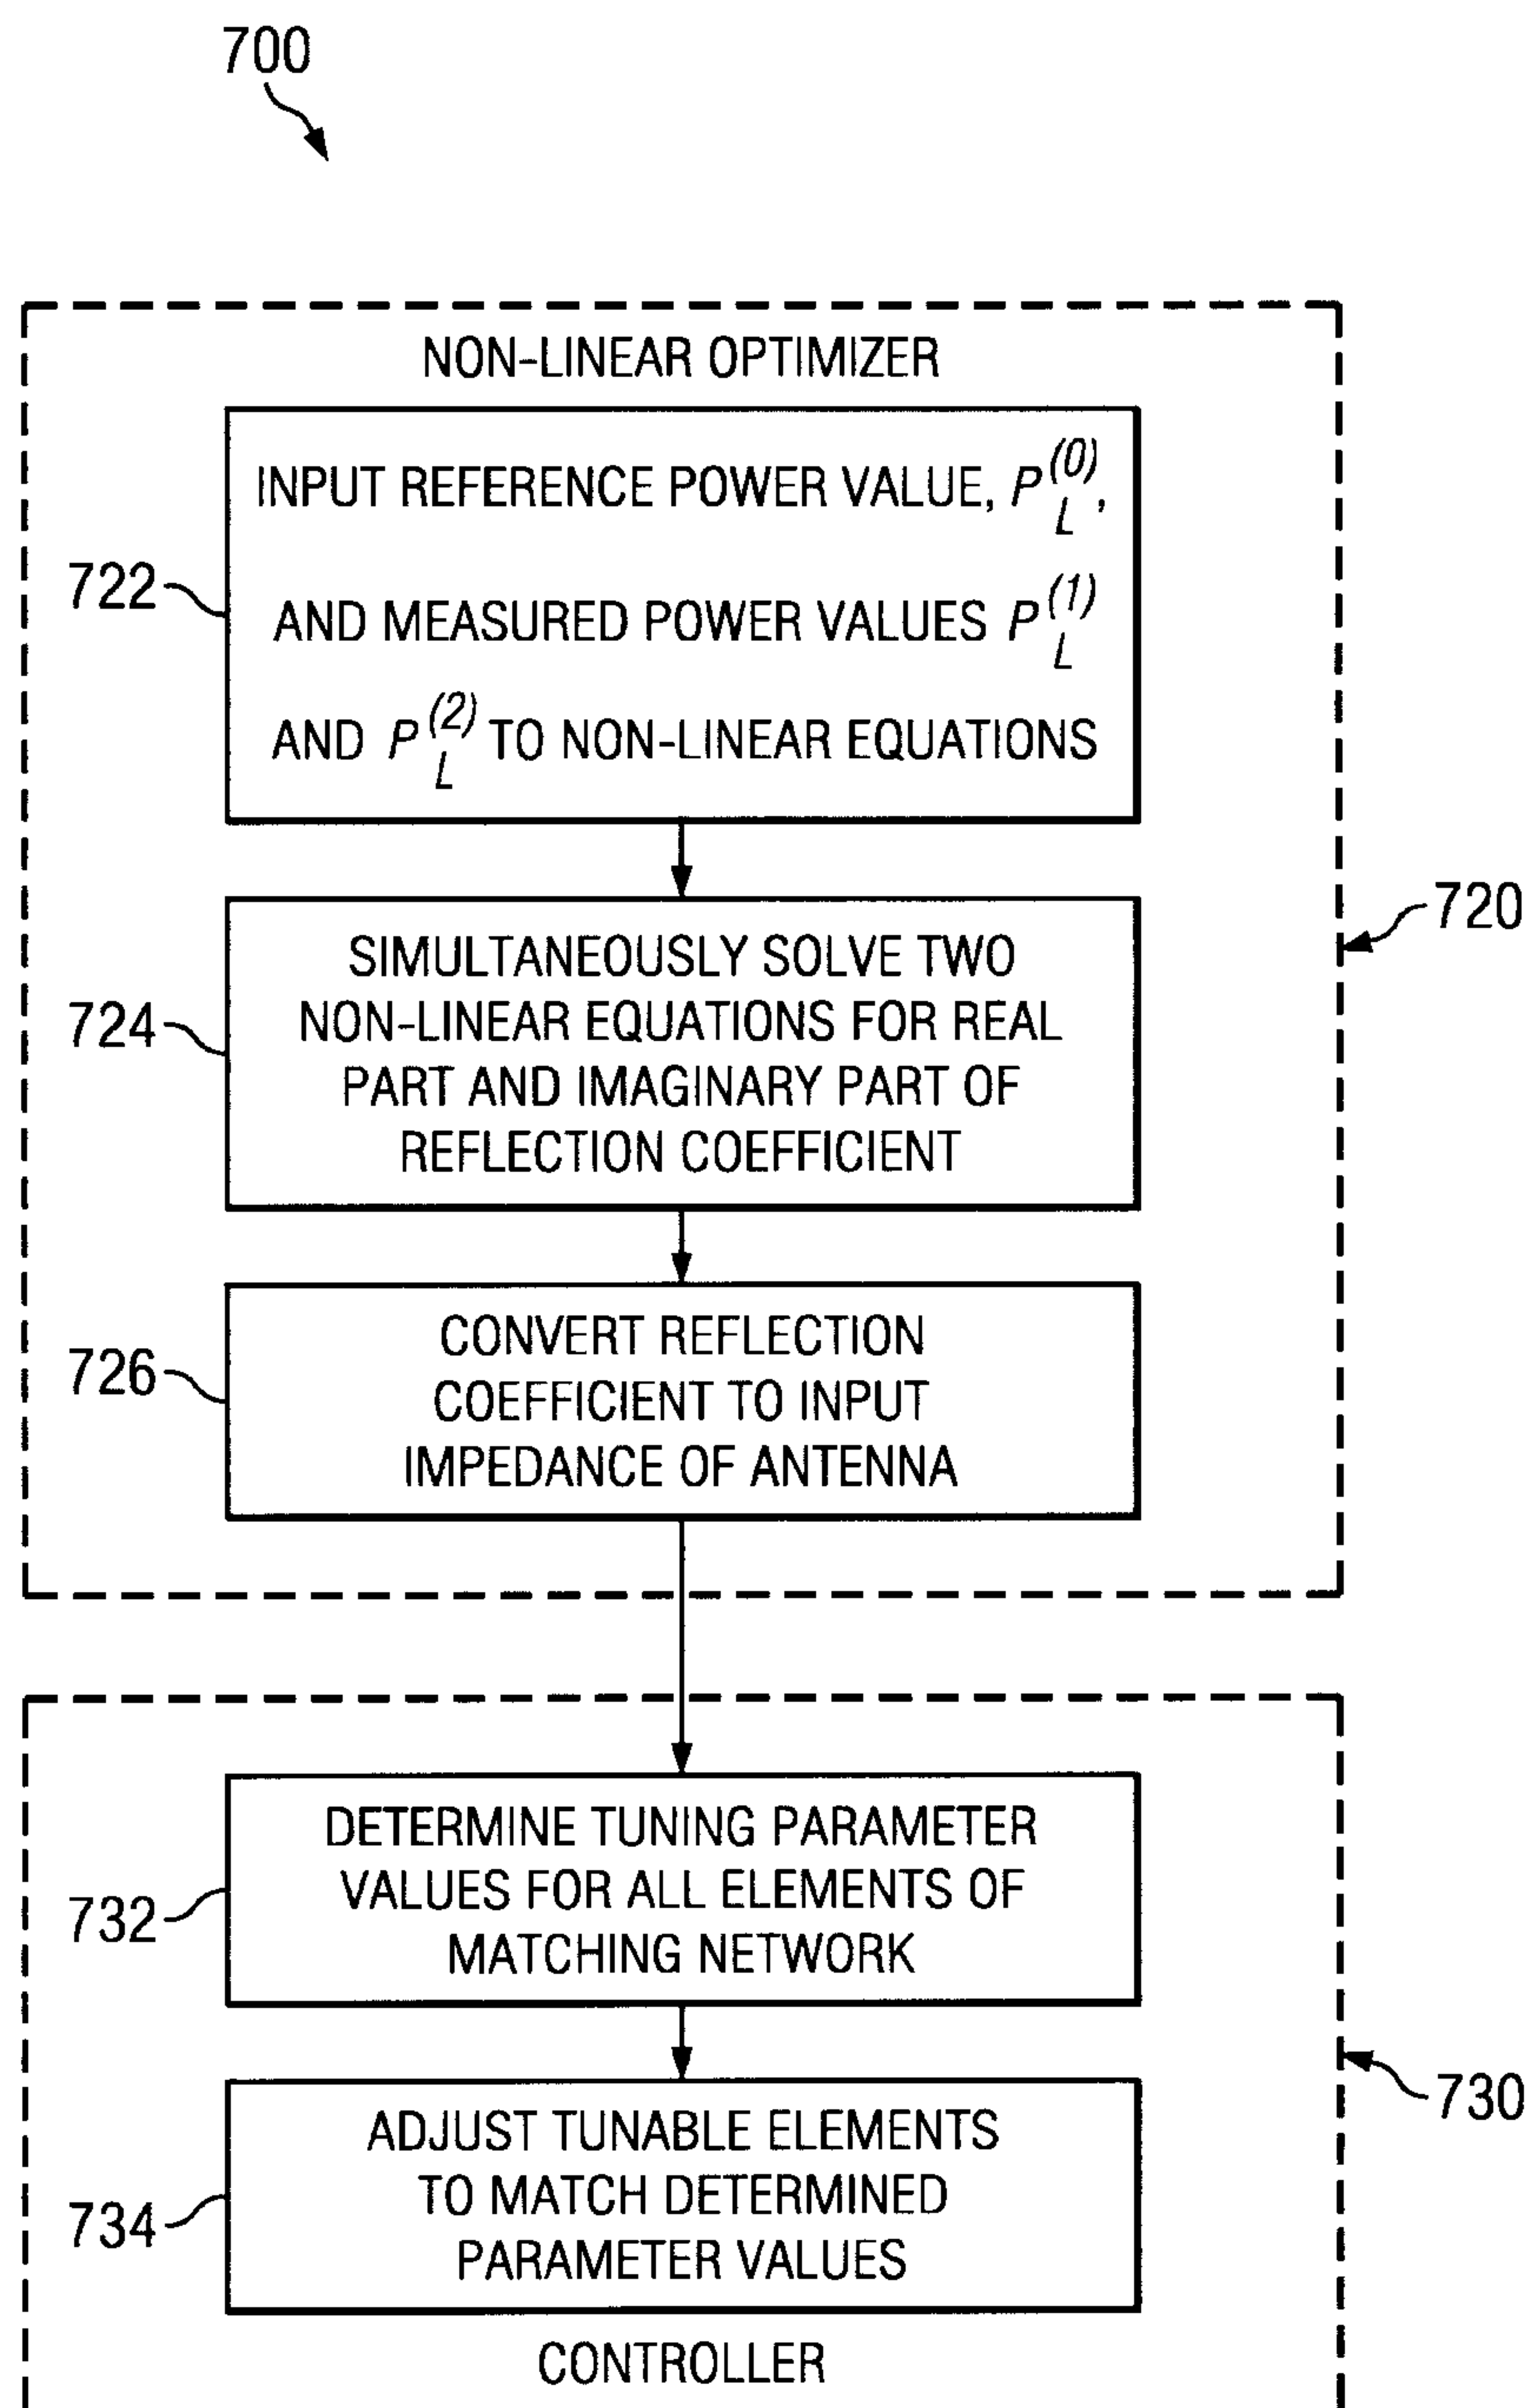 700
NON-LINEAR OPTIMIZER
INPUT REFERENCE POWER VALUE, P_L^(0),
AND MEASURED POWER VALUES P_L^(1)
AND P_L^(2) TO NON-LINEAR EQUATIONS
722
720
SIMULTANEOUSLY SOLVE TWO
NON-LINEAR EQUATIONS FOR REAL
PART AND IMAGINARY PART OF
REFLECTION COEFFICIENT
724
CONVERT REFLECTION
COEFFICIENT TO INPUT
IMPEDANCE OF ANTENNA
726
DETERMINE TUNING PARAMETER
VALUES FOR ALL ELEMENTS OF
MATCHING NETWORK
732
730
ADJUST TUNABLE ELEMENTS
TO MATCH DETERMINED
PARAMETER VALUES
734
CONTROLLER